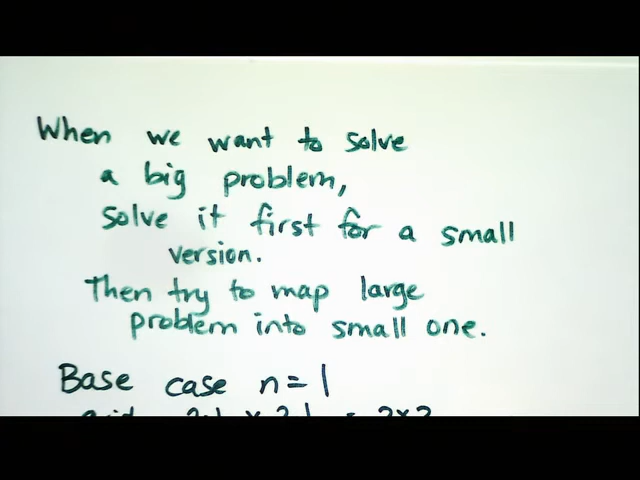 When we want to solve
a big problem,
solve it first for a small
version.
Then try to map large
problem into small one.
Base case n=1